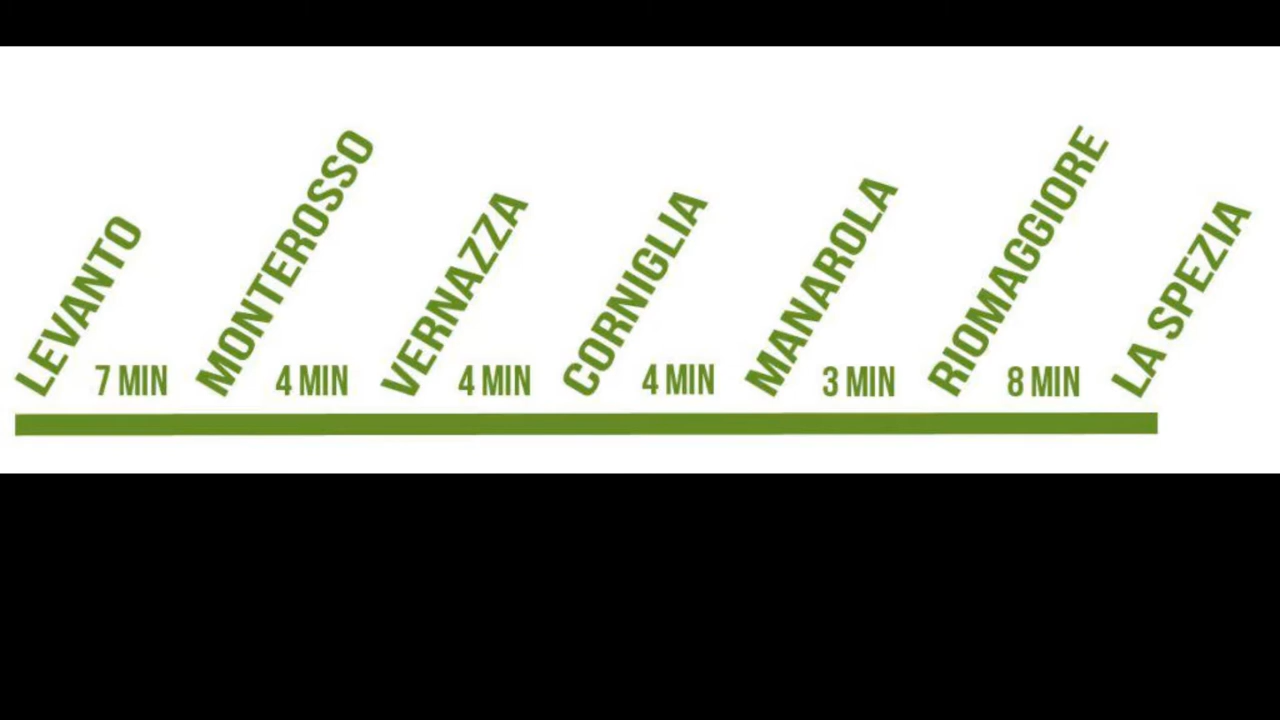 LEVANTO
7 MIN
MONTEROSSO
4 MIN
VERNAZZA
4 MIN
CORNIGLIA
4 MIN
MANAROLA
3 MIN
RIOMAGGIORE
8 MIN
LA SPEZIA